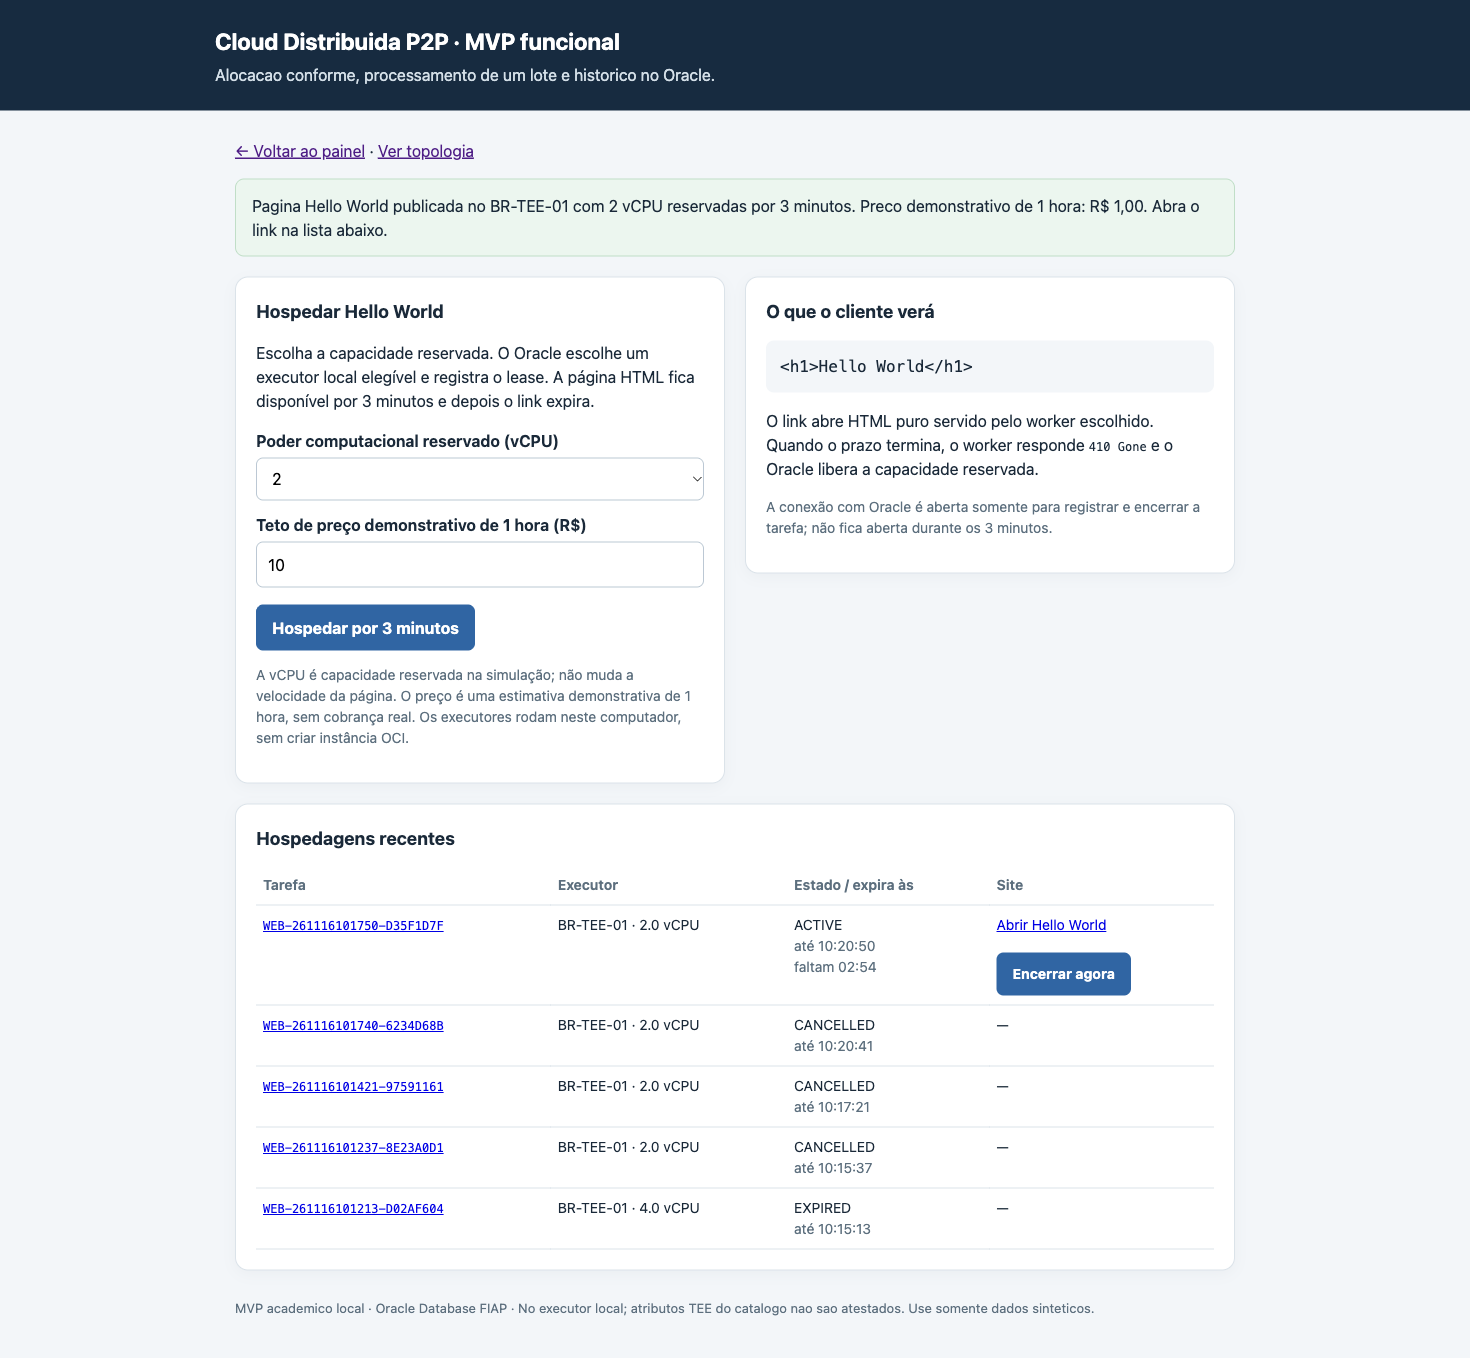 Cloud Distribuida P2P · MVP funcional
Alocacao conforme, processamento de um lote e historico no Oracle.
← Voltar ao painel · Ver topologia
Pagina Hello World publicada no BR-TEE-01 com 2 vCPU reservadas por 3 minutos. Preco demonstrativo de 1 hora: R$ 1,00. Abra o
link na lista abaixo.
Hospedar Hello World
Escolha a capacidade reservada. O Oracle escolhe um
executor local elegível e registra o lease. A página HTML fica
disponível por 3 minutos e depois o link expira.
Poder computacional reservado (vCPU)
2
Teto de preço demonstrativo de 1 hora (R$)
10
Hospedar por 3 minutos
A vCPU é capacidade reservada na simulação; não muda a
velocidade da página. O preço é uma estimativa demonstrativa de 1
hora, sem cobrança real. Os executores rodam neste computador,
sem criar instância OCI.
O que o cliente verá
<h1>Hello World</h1>
O link abre HTML puro servido pelo worker escolhido.
Quando o prazo termina, o worker responde 410 Gone e o
Oracle libera a capacidade reservada.
A conexão com Oracle é aberta somente para registrar e encerrar a
tarefa; não fica aberta durante os 3 minutos.
Hospedagens recentes
Tarefa Executor Estado / expira às Site
WEB-261116101750-D35F1D7F BR-TEE-01 · 2.0 vCPU ACTIVE Abrir Hello World
até 10:20:50
faltam 02:54
Encerrar agora
WEB-261116101740-6234D68B BR-TEE-01 · 2.0 vCPU CANCELLED —
até 10:20:41
WEB-261116101421-97591161 BR-TEE-01 · 2.0 vCPU CANCELLED —
até 10:17:21
WEB-261116101237-8E23A0D1 BR-TEE-01 · 2.0 vCPU CANCELLED —
até 10:15:37
WEB-261116101213-D02AF604 BR-TEE-01 · 4.0 vCPU EXPIRED —
até 10:15:13
MVP academico local · Oracle Database FIAP · No executor local; atributos TEE do catalogo nao sao atestados. Use somente dados sinteticos.